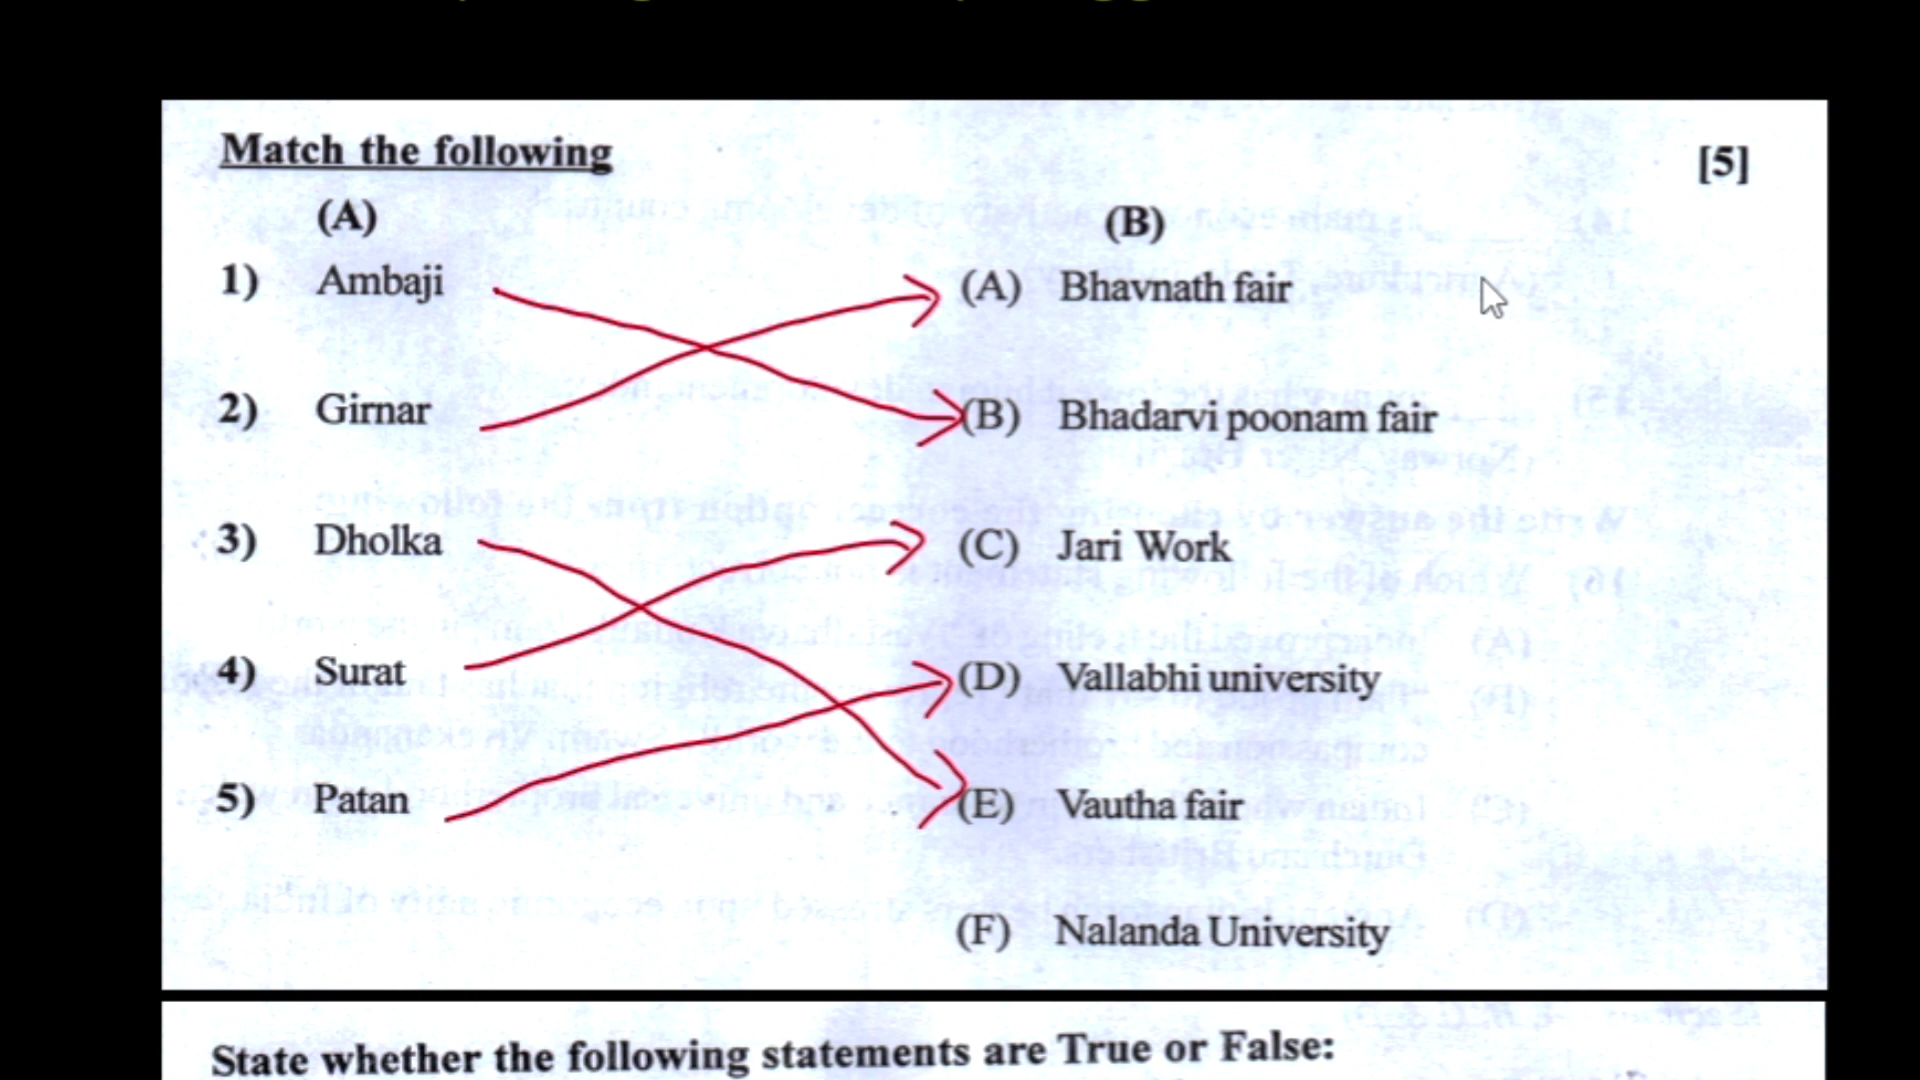 Match the following [5]
(A) (B)
1) Ambaji (A) Bhavnath fair
2) Girnar (B) Bhadarvi poonam fair
3) Dholka (C) Jari Work
4) Surat (D) Vallabhi university
5) Patan (E) Vautha fair
(F) Nalanda University
State whether the following statements are True or False: